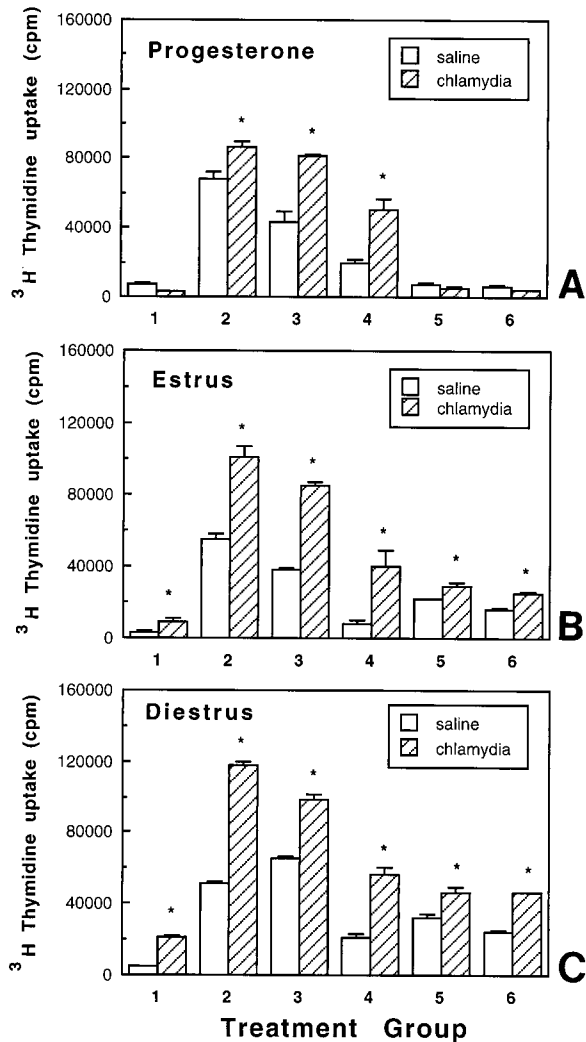 Progesterone
saline
chlamydia
³H Thymidine uptake (cpm)
160000
120000
80000
40000
0
*
*
*
1 2 3 4 5 6
A
Estrus
saline
chlamydia
³H Thymidine uptake (cpm)
160000
120000
80000
40000
0
*
*
*
*
*
*
1 2 3 4 5 6
B
Diestrus
saline
chlamydia
³H Thymidine uptake (cpm)
160000
120000
80000
40000
0
*
*
*
*
*
*
1 2 3 4 5 6
C
Treatment Group